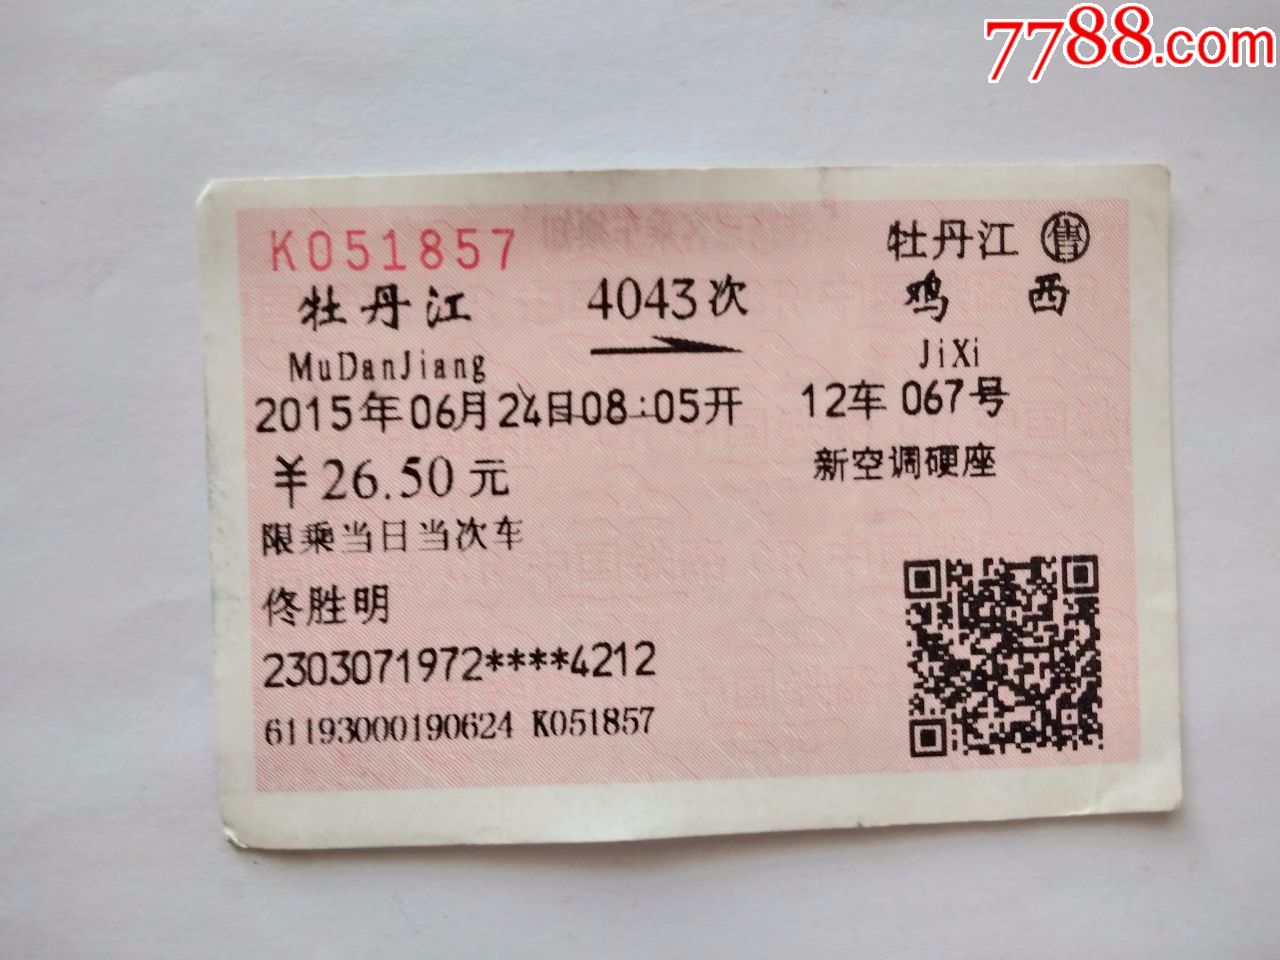 7788.com
K051857
牡丹江 售
牡丹江 4043次 鸡西
MuDanJiang JiXi
2015年06月24日08:05开 12车067号
¥26.50元 新空调硬座
限乘当日当次车
佟胜明
2303071972****4212
61193000190624 K051857